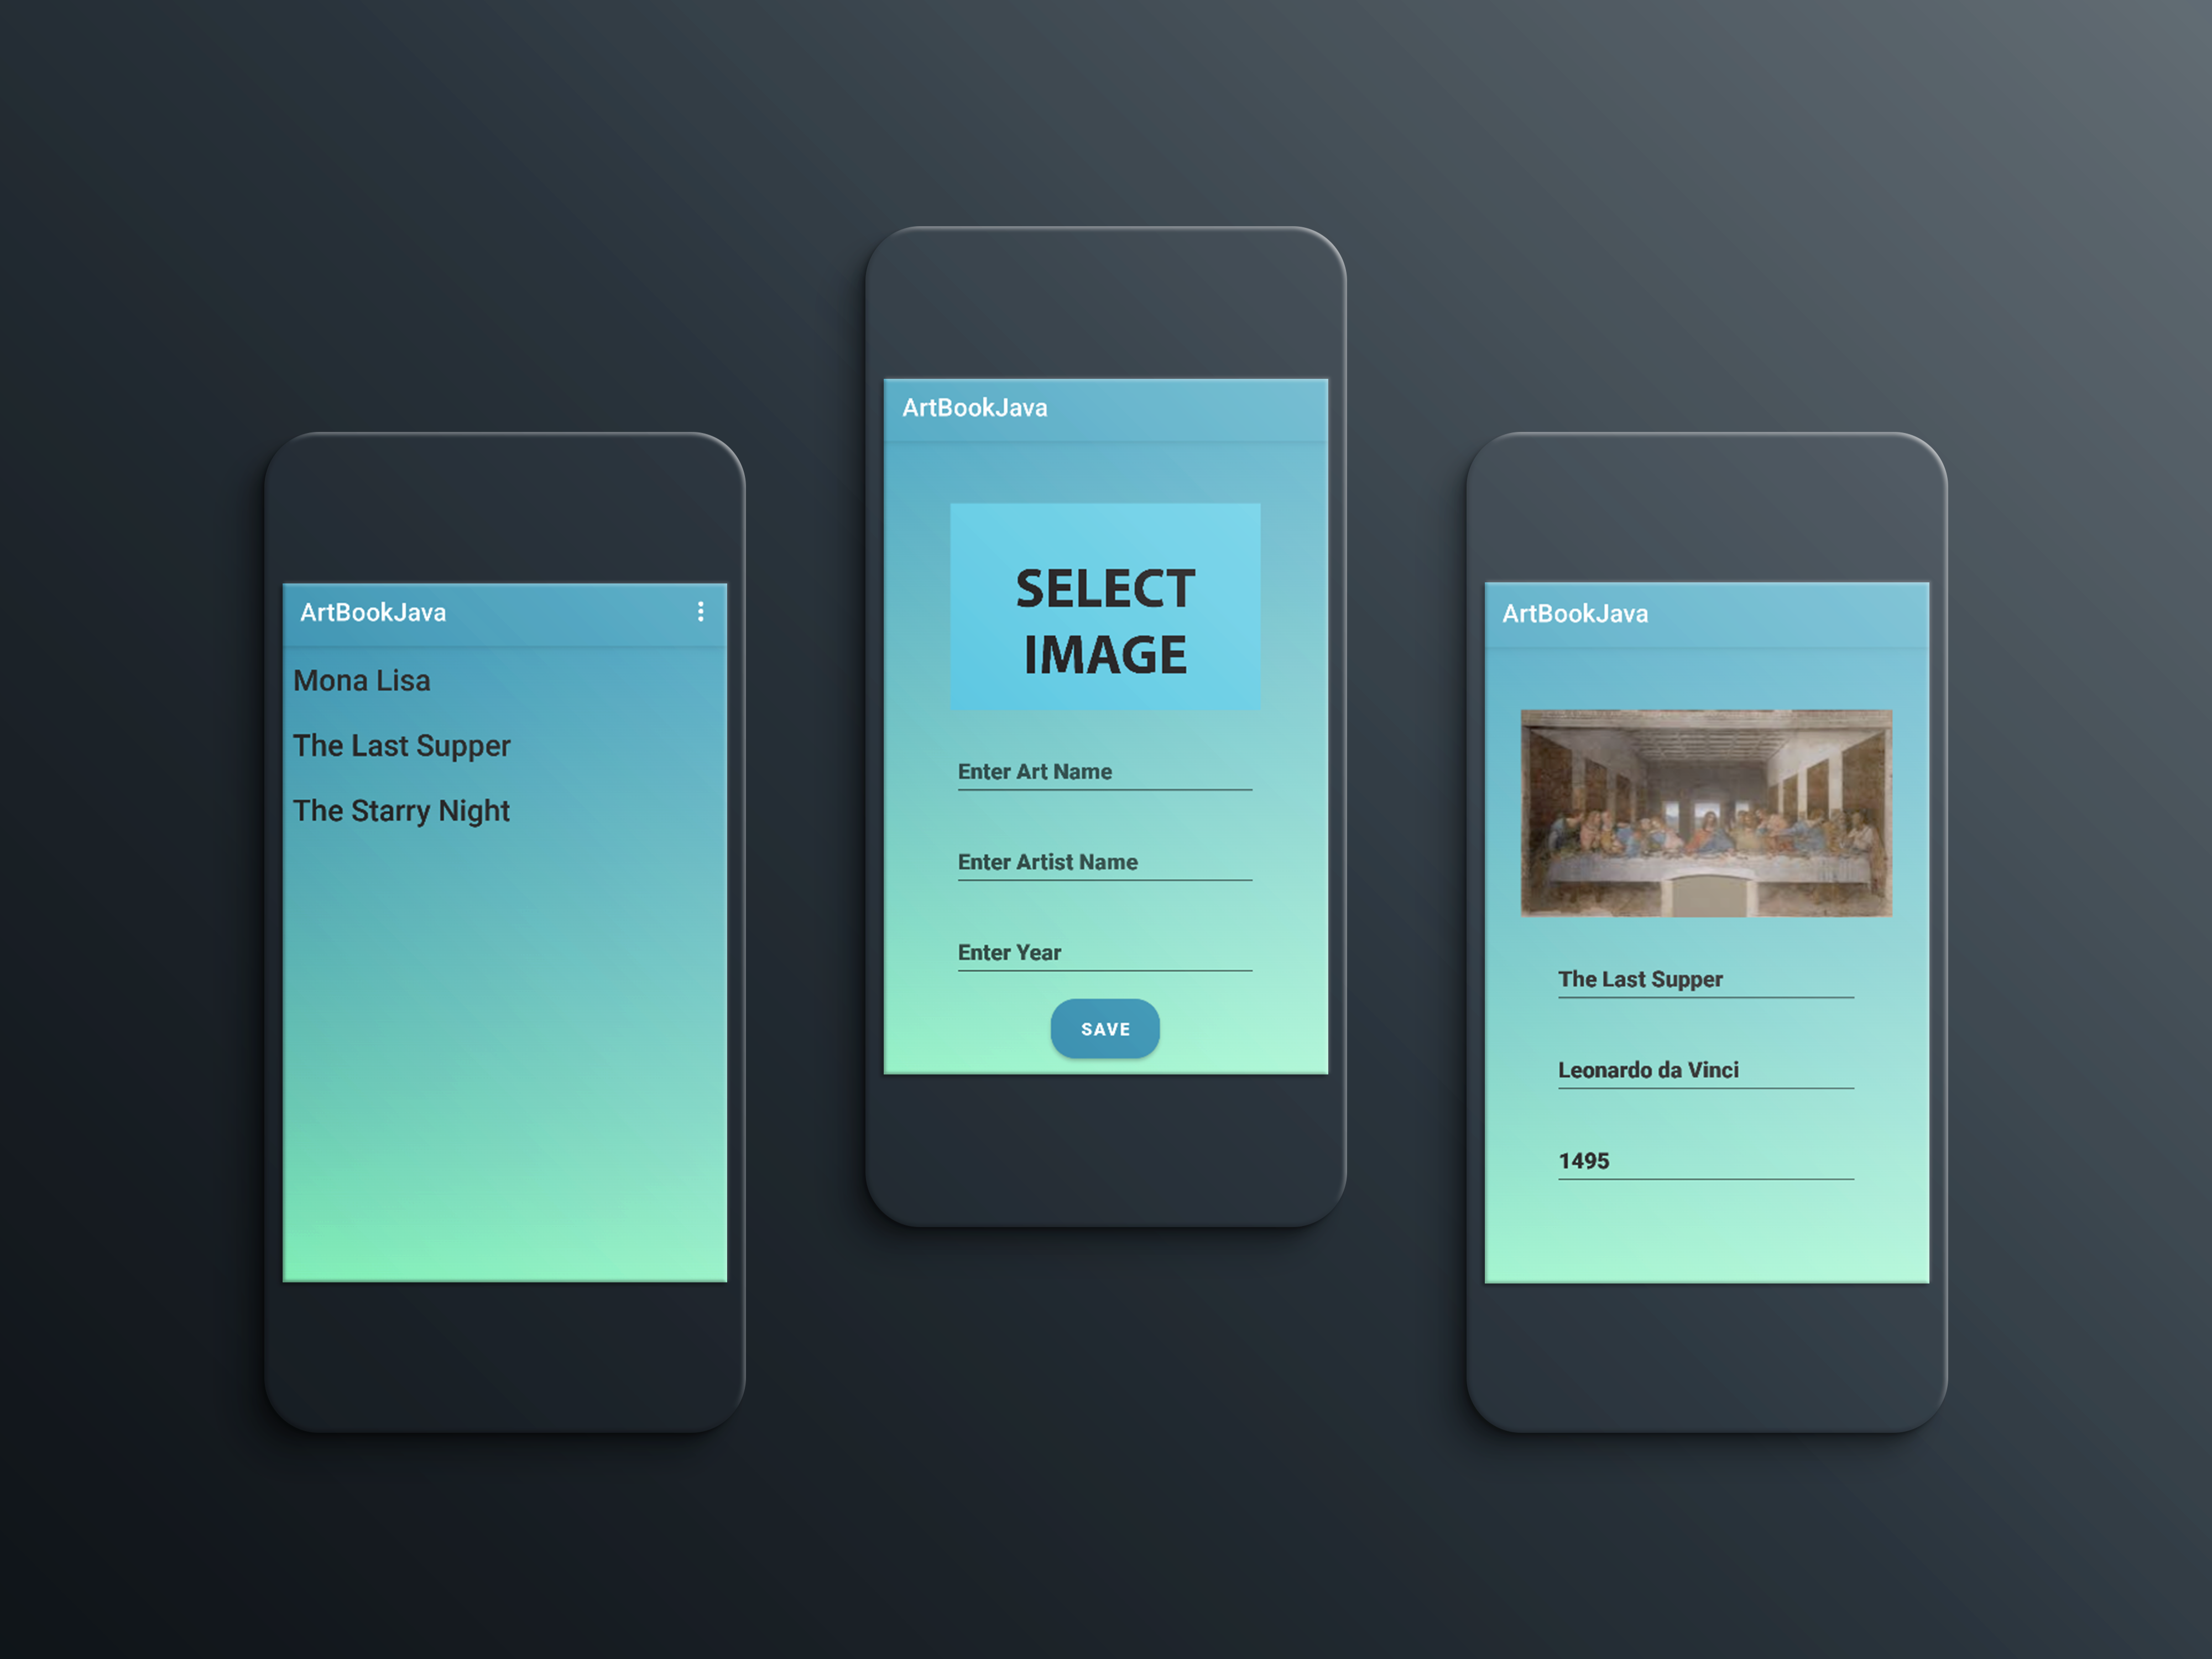 ArtBookJava
Mona Lisa
The Last Supper
The Starry Night
ArtBookJava
SELECT
IMAGE
Enter Art Name
Enter Artist Name
Enter Year
SAVE
ArtBookJava
The Last Supper
Leonardo da Vinci
1495